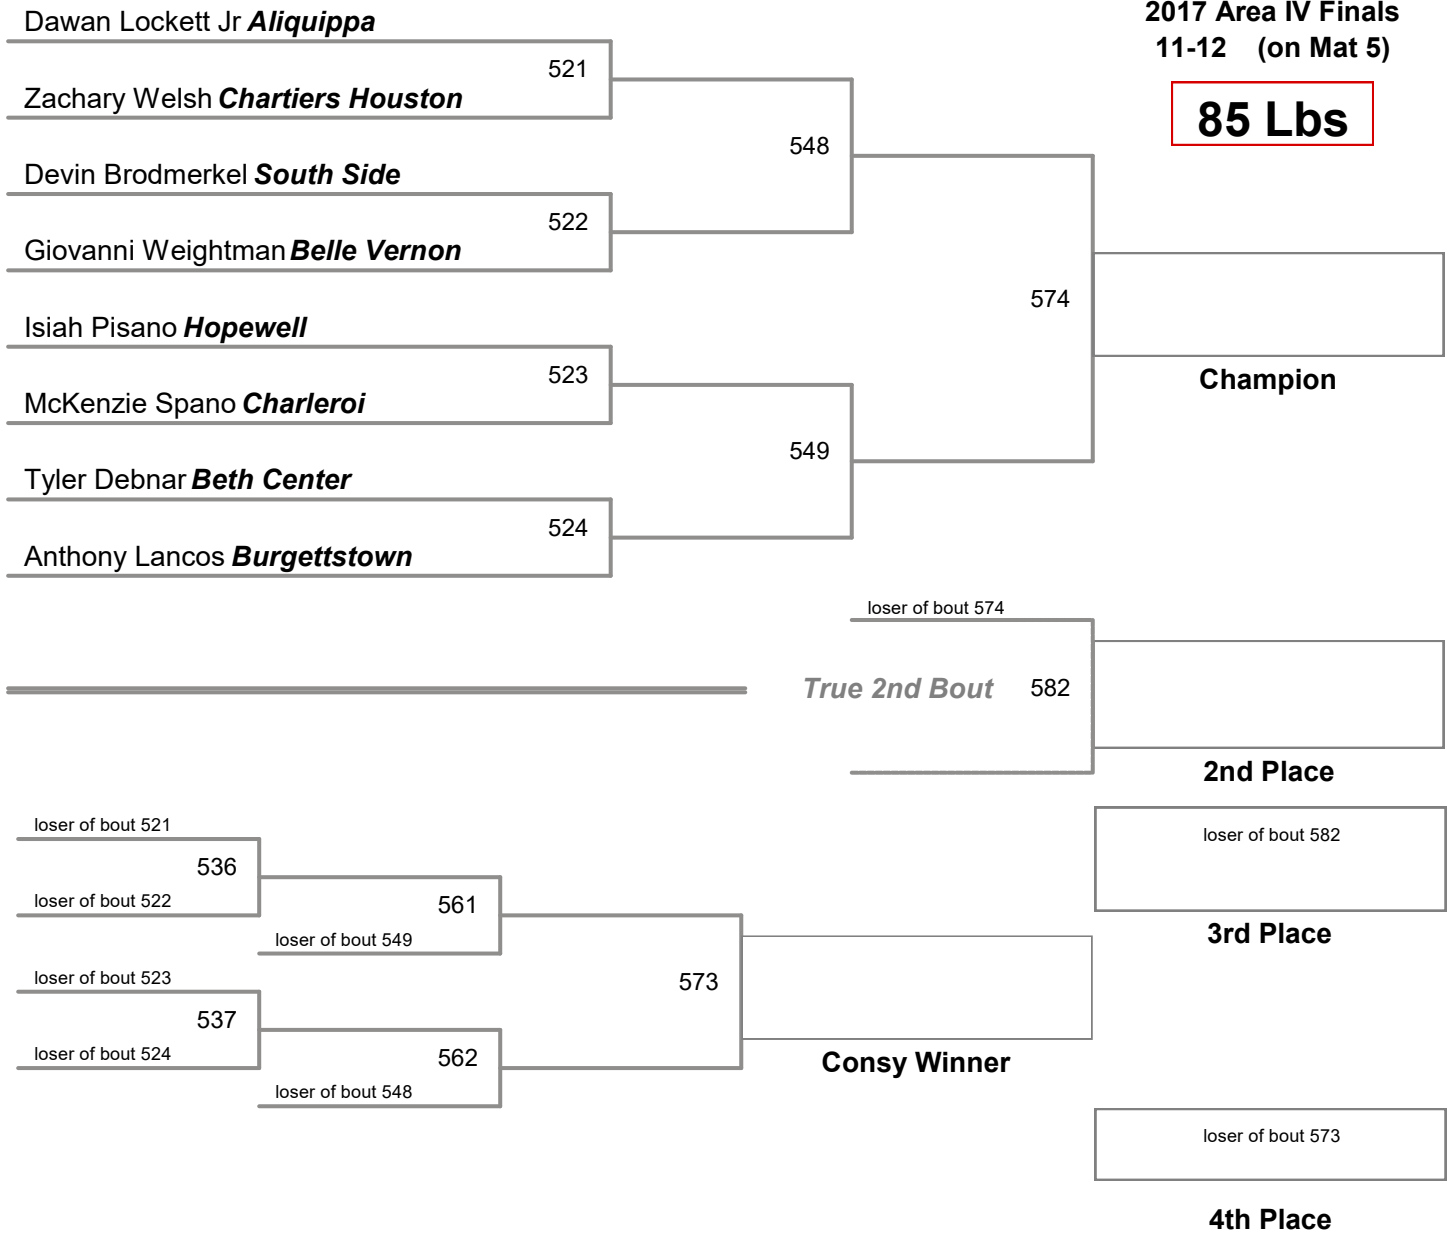 2017 Area IV Finals
11-12 (on Mat 5)
85 Lbs
Dawan Lockett Jr Aliquippa
521
Zachary Welsh Chartiers Houston
548
Devin Brodmerkel South Side
522
Giovanni Weightman Belle Vernon
574
Isiah Pisano Hopewell
523
Champion
McKenzie Spano Charleroi
549
Tyler Debnar Beth Center
524
Anthony Lancos Burgettstown
loser of bout 574
True 2nd Bout 582
2nd Place
loser of bout 521
loser of bout 582
536
loser of bout 522
561
3rd Place
loser of bout 549
loser of bout 523
573
537
loser of bout 524
562
Consy Winner
loser of bout 548
loser of bout 573
4th Place